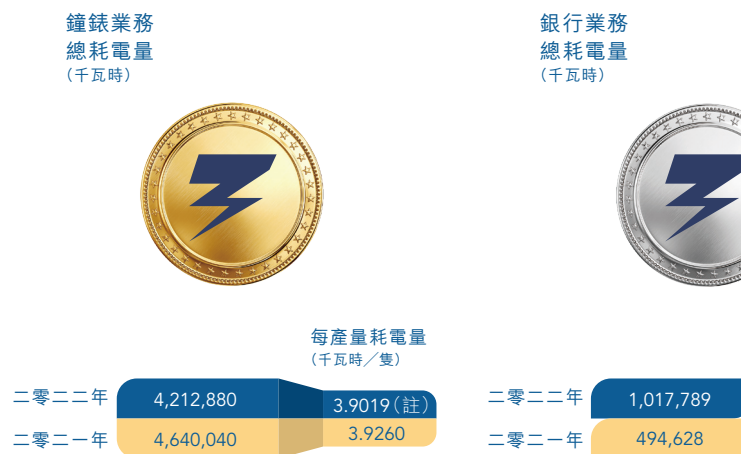 鐘錶業務
總耗電量
(千瓦時)
每產量耗電量
(千瓦時／隻)
二零二二年 4,212,880 3.9019(註)
二零二一年 4,640,040 3.9260
銀行業務
總耗電量
(千瓦時)
二零二二年 1,017,789
二零二一年 494,628